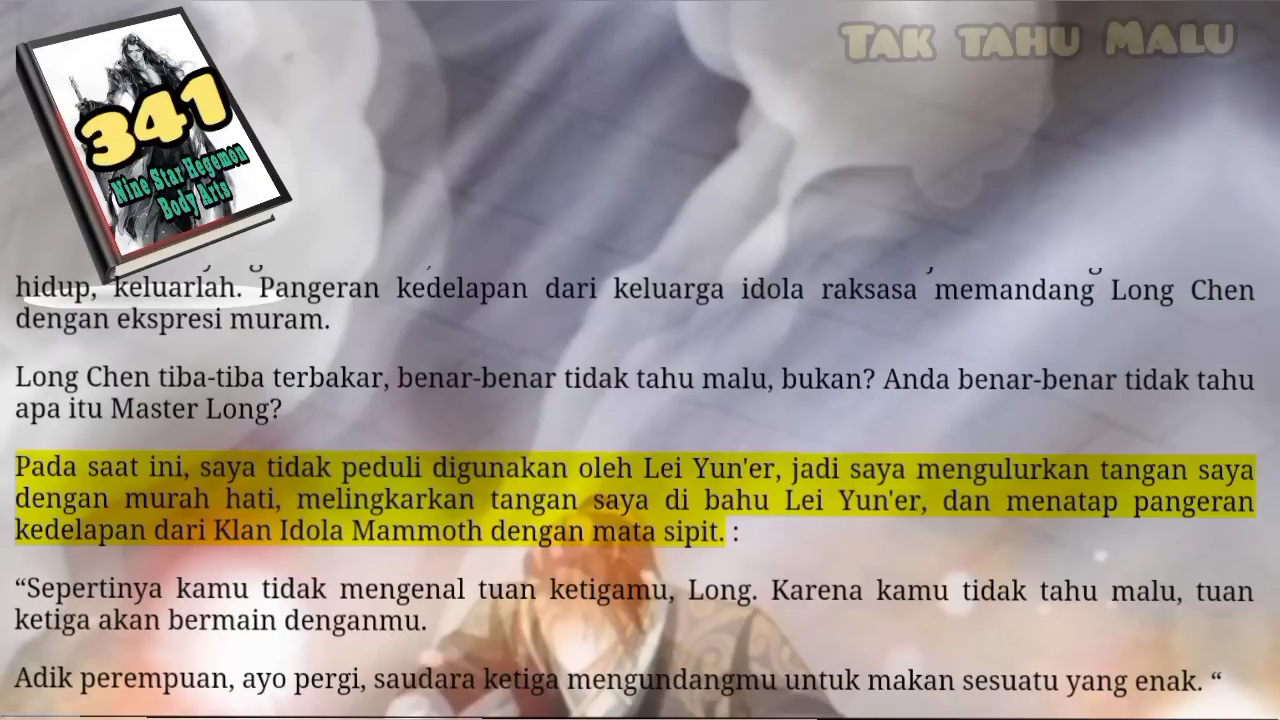 Tak tahu Malu
341
Nine Star Hegemon
Body Arts
hidup, keluarlah. Pangeran kedelapan dari keluarga idola raksasa memandang Long Chen
dengan ekspresi muram.
Long Chen tiba-tiba terbakar, benar-benar tidak tahu malu, bukan? Anda benar-benar tidak tahu
apa itu Master Long?
Pada saat ini, saya tidak peduli digunakan oleh Lei Yun'er, jadi saya mengulurkan tangan saya
dengan murah hati, melingkarkan tangan saya di bahu Lei Yun'er, dan menatap pangeran
kedelapan dari Klan Idola Mammoth dengan mata sipit. :
“Sepertinya kamu tidak mengenal tuan ketigamu, Long. Karena kamu tidak tahu malu, tuan
ketiga akan bermain denganmu.
Adik perempuan, ayo pergi, saudara ketiga mengundangmu untuk makan sesuatu yang enak. “